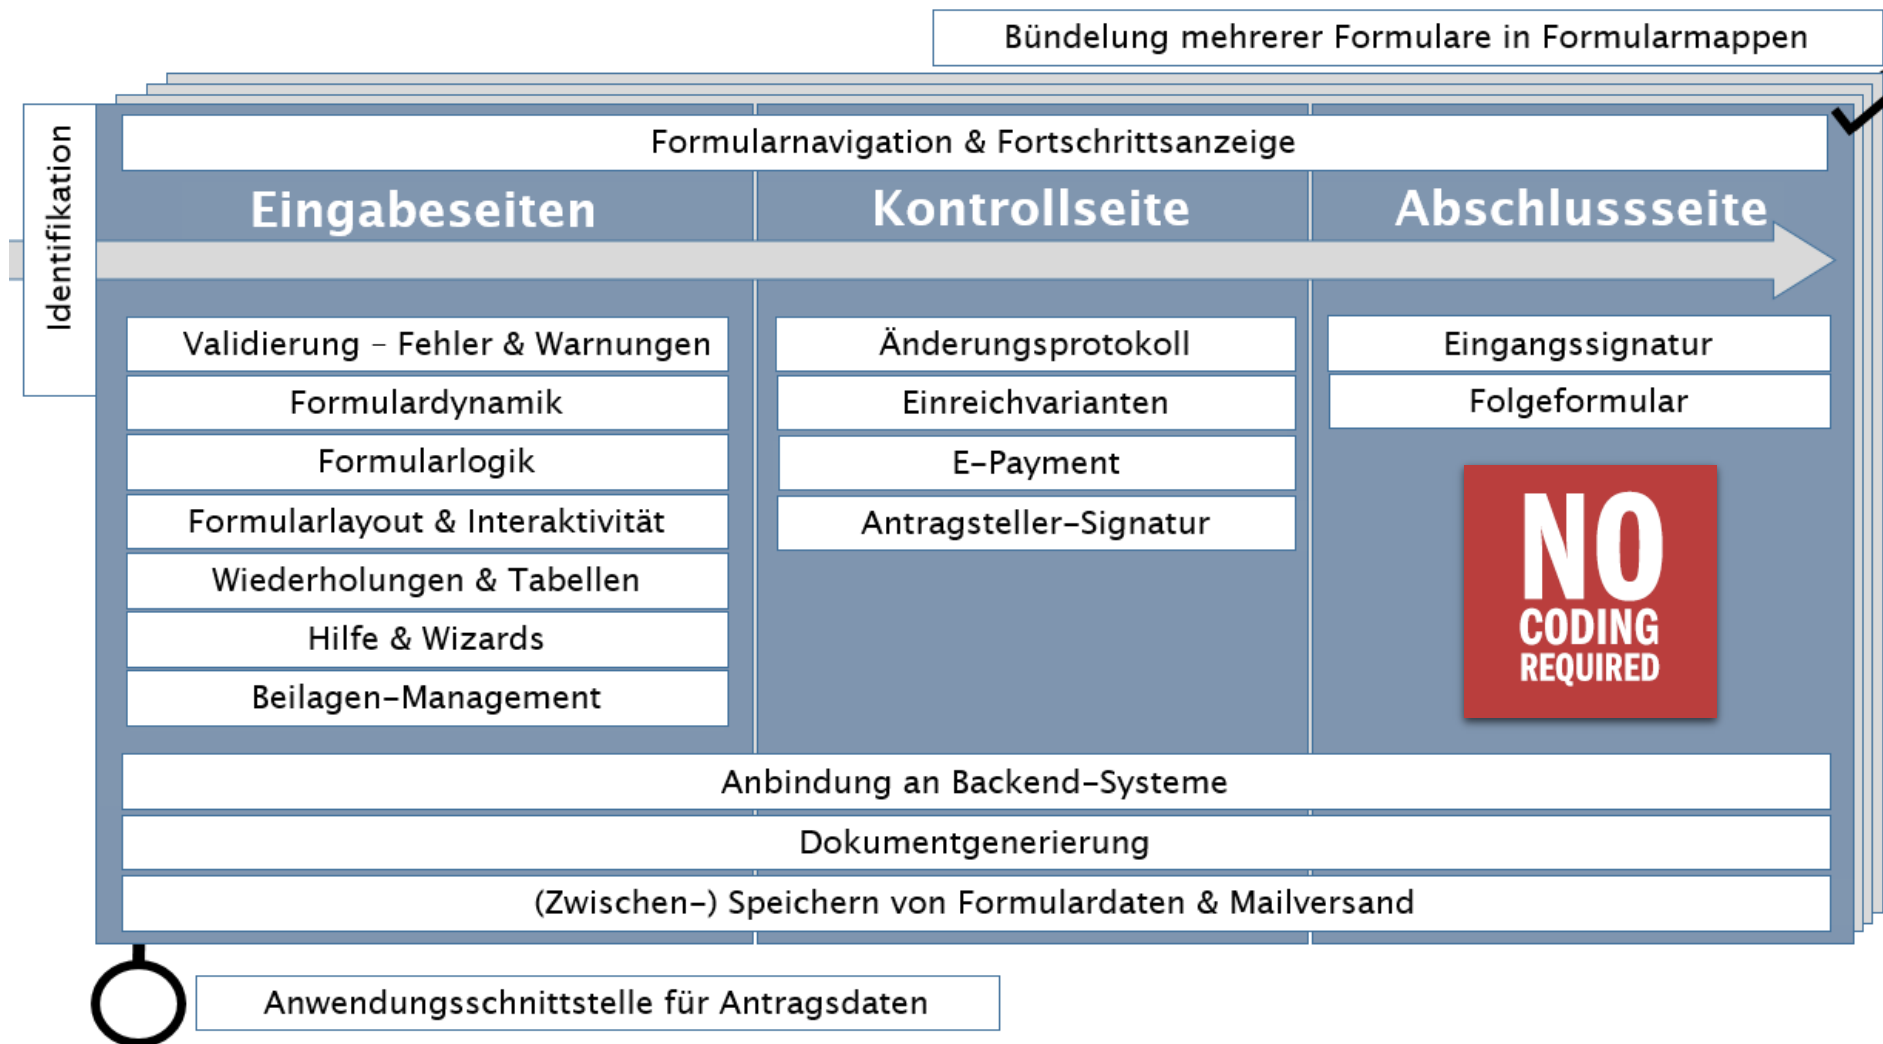 Bündelung mehrerer Formulare in Formularmappen
Identifikation
Formularnavigation & Fortschrittsanzeige
Eingabeseiten
Kontrollseite
Abschlussseite
Validierung – Fehler & Warnungen
Formulardynamik
Formularlogik
Formularlayout & Interaktivität
Wiederholungen & Tabellen
Hilfe & Wizards
Beilagen-Management
Änderungsprotokoll
Einreichvarianten
E-Payment
Antragsteller-Signatur
Eingangssignatur
Folgeformular
NO
CODING
REQUIRED
Anbindung an Backend-Systeme
Dokumentgenerierung
(Zwischen-) Speichern von Formulardaten & Mailversand
Anwendungsschnittstelle für Antragsdaten